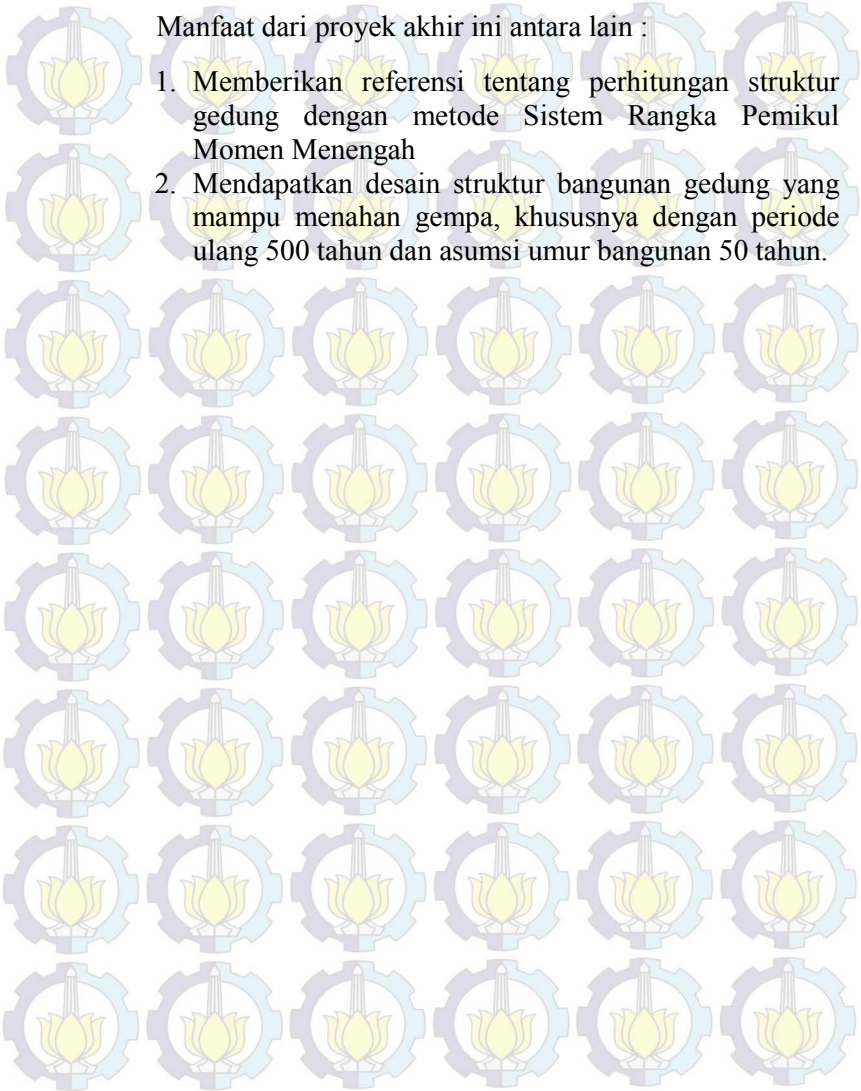 Manfaat dari proyek akhir ini antara lain :
1. Memberikan referensi tentang perhitungan struktur
gedung dengan metode Sistem Rangka Pemikul
Momen Menengah
2. Mendapatkan desain struktur bangunan gedung yang
mampu menahan gempa, khususnya dengan periode
ulang 500 tahun dan asumsi umur bangunan 50 tahun.